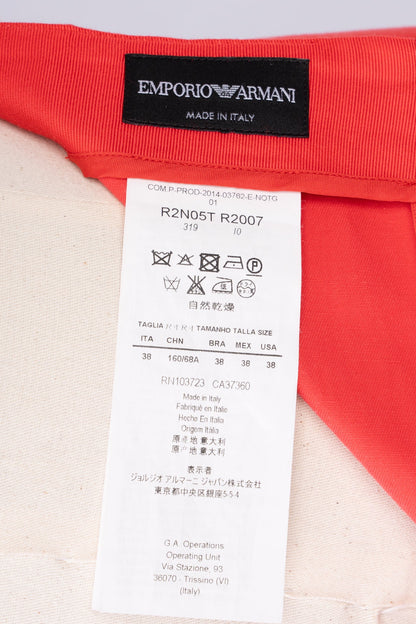 EMPORIO ARMANI
MADE IN ITALY
COM.P-PROD-2014-03762-E-NOTG
01
R2N05T R2007
319 10
自然乾燥
TAGLIA TAMANHO TALLA SIZE
ITA CHN BRA MEX USA
38 160/68A 38 38 38
RN103723 CA37360
Made in Italy
Fabriqué en Italie
Hecho En Italia
Origem Italia
原产地意大利
原產地意大利
表示者
ジョルジオ アルマーニ ジャパン株式会社
東京都中央区銀座5-5-4
G.A. Operations
Operating Unit
Via Stazione, 93
36070 - Trissino (VI)
(Italy)